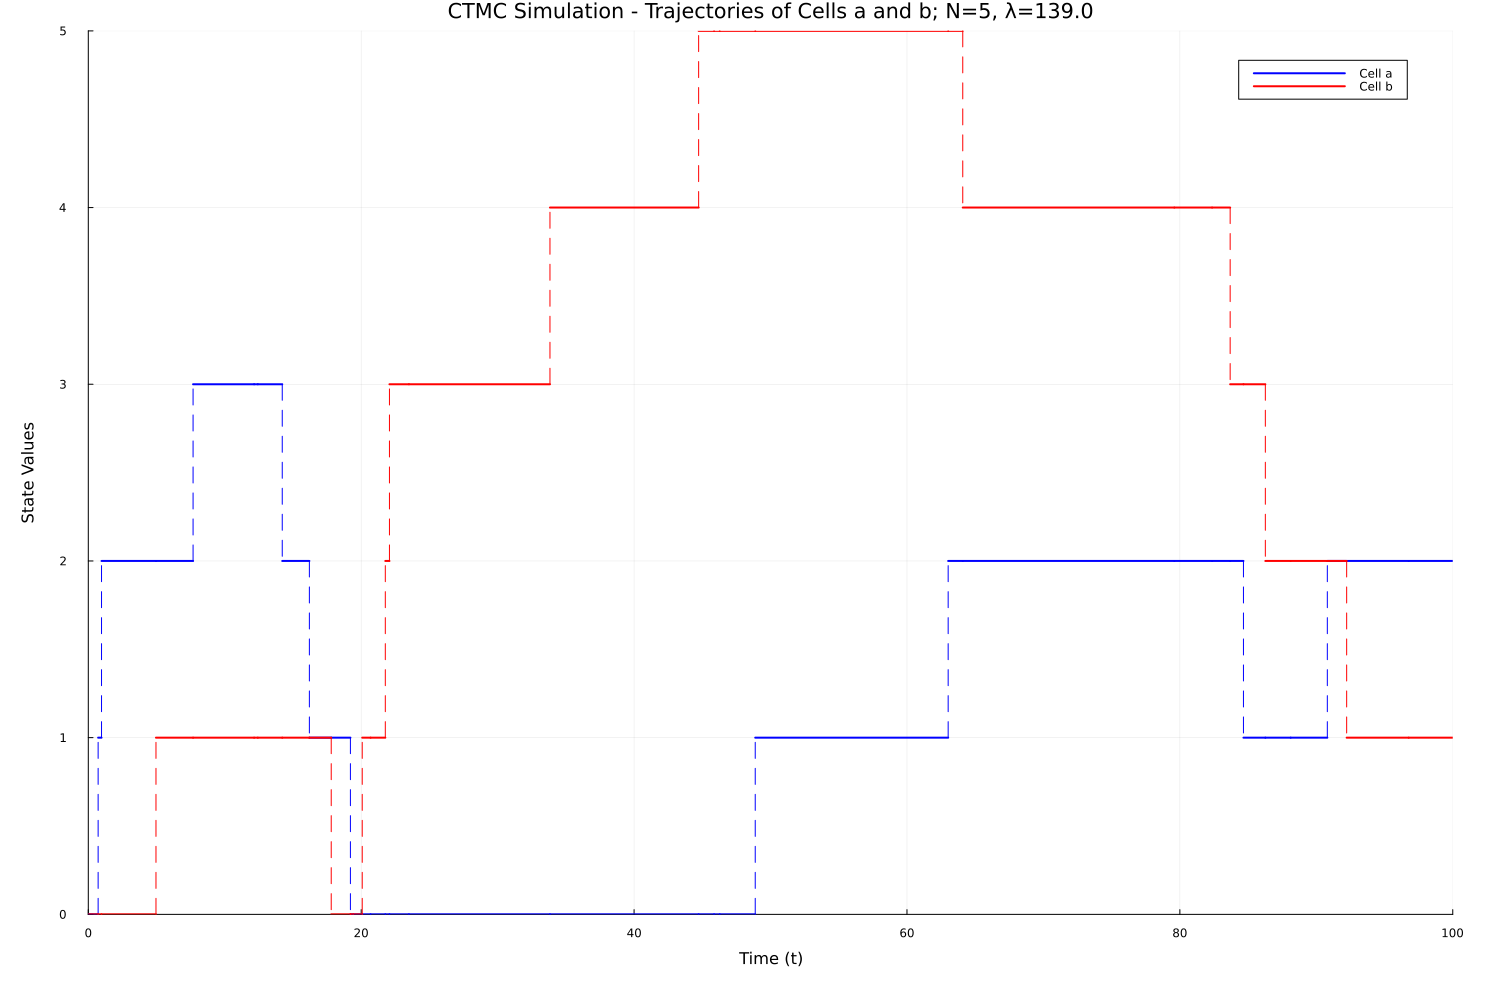 CTMC Simulation - Trajectories of Cells a and b; N=5, λ=139.0
Cell a
Cell b
State Values
5
4
3
2
1
0
0 20 40 60 80 100
Time (t)